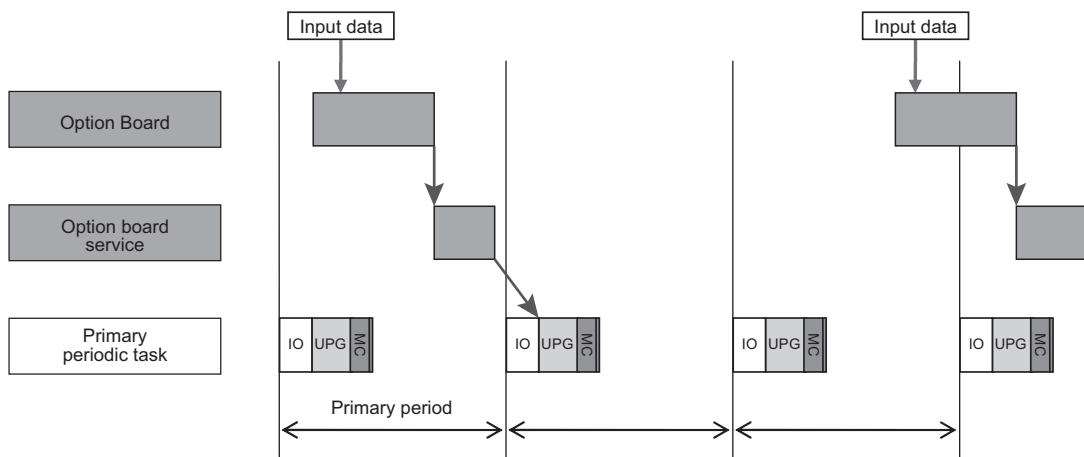 Input data
Input data
Option Board
Option board
service
Primary
periodic task
IO UPG MC
IO UPG MC
IO UPG MC
IO UPG MC
Primary period